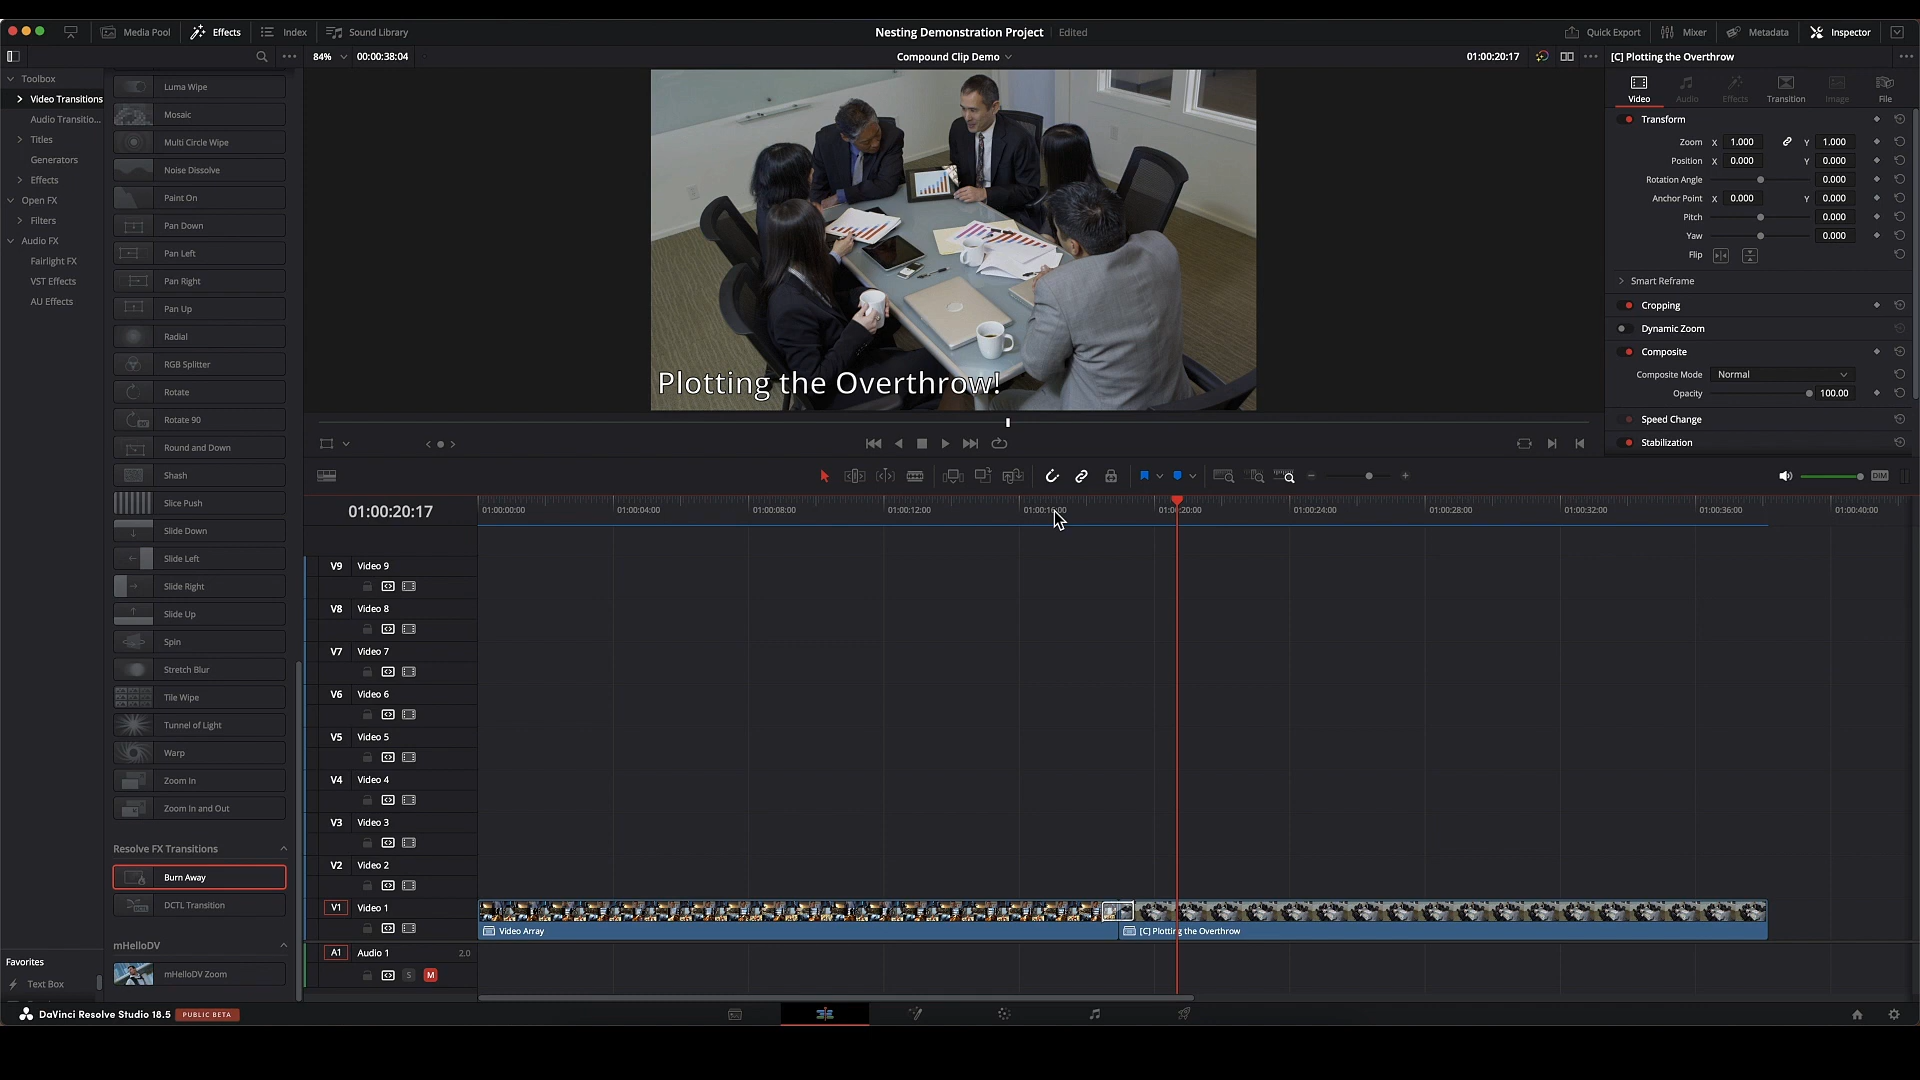 Media Pool
Effects
Index
Sound Library
Nesting Demonstration Project
Edited
Quick Export
Mixer
Metadata
Inspector
84%
00:00:38:04
Compound Clip Demo
01:00:20:17
[C] Plotting the Overthrow
Toolbox
Video Transitions
Audio Transitio...
Titles
Generators
Effects
Open FX
Filters
Audio FX
Fairlight FX
VST Effects
AU Effects
Luma Wipe
Mosaic
Multi Circle Wipe
Noise Dissolve
Paint On
Pan Down
Pan Left
Pan Right
Pan Up
Radial
RGB Splitter
Rotate
Rotate 90
Round and Down
Shash
Slice Push
Slide Down
Slide Left
Slide Right
Slide Up
Spin
Stretch Blur
Tile Wipe
Tunnel of Light
Warp
Zoom In
Zoom In and Out
Resolve FX Transitions
Burn Away
DCTL Transition
mHelloDV
mHelloDV Zoom
Favorites
Text Box
Plotting the Overthrow!
Video
Audio
Effects
Transition
Image
File
Transform
Zoom X 1.000 Y 1.000
Position X 0.000 Y 0.000
Rotation Angle 0.000
Anchor Point X 0.000 Y 0.000
Pitch 0.000
Yaw 0.000
Flip
Smart Reframe
Cropping
Dynamic Zoom
Composite
Composite Mode Normal
Opacity 100.00
Speed Change
Stabilization
DIM
01:00:20:17
01:00:00:00
01:00:04:00
01:00:08:00
01:00:12:00
01:00:16:00
01:00:20:00
01:00:24:00
01:00:28:00
01:00:32:00
01:00:36:00
01:00:40:00
V9 Video 9
V8 Video 8
V7 Video 7
V6 Video 6
V5 Video 5
V4 Video 4
V3 Video 3
V2 Video 2
V1 Video 1
Video Array
[C] Plotting the Overthrow
A1 Audio 1 2.0
S M
DaVinci Resolve Studio 18.5
PUBLIC BETA